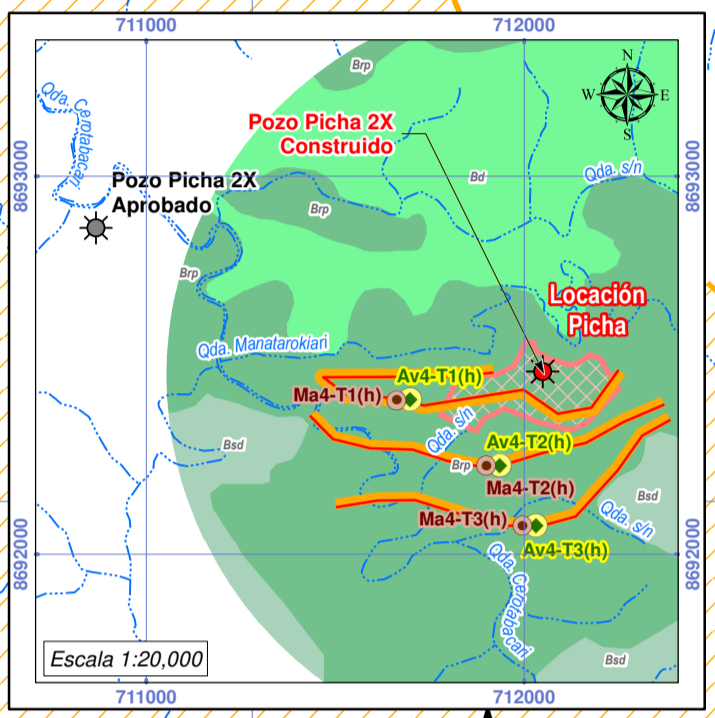 711000
712000
Brp
N
W
E
S
Qda. Cerotabacari
Pozo Picha 2X
Construido
8693000
8693000
Bd
Qda. s/n
Pozo Picha 2X
Aprobado
Brp
Brp
Locación
Picha
Qda. Manatarokiari
Av4-T1(h)
Ma4-T1(h)
Qda. s/n
Av4-T2(h)
Bsd
Brp
Ma4-T2(h)
Bsd
Ma4-T3(h)
Qda. s/n
Av4-T3(h)
8692000
8692000
Qda. Cerotabacari
Escala 1:20,000
Bsd
711000
712000